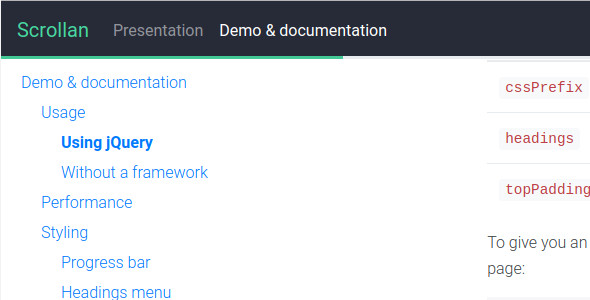 Scrollan Presentation Demo & documentation
Demo & documentation
Usage
Using jQuery
Without a framework
Performance
Styling
Progress bar
Headings menu
cssPrefix
headings
topPadding
To give you an
page: